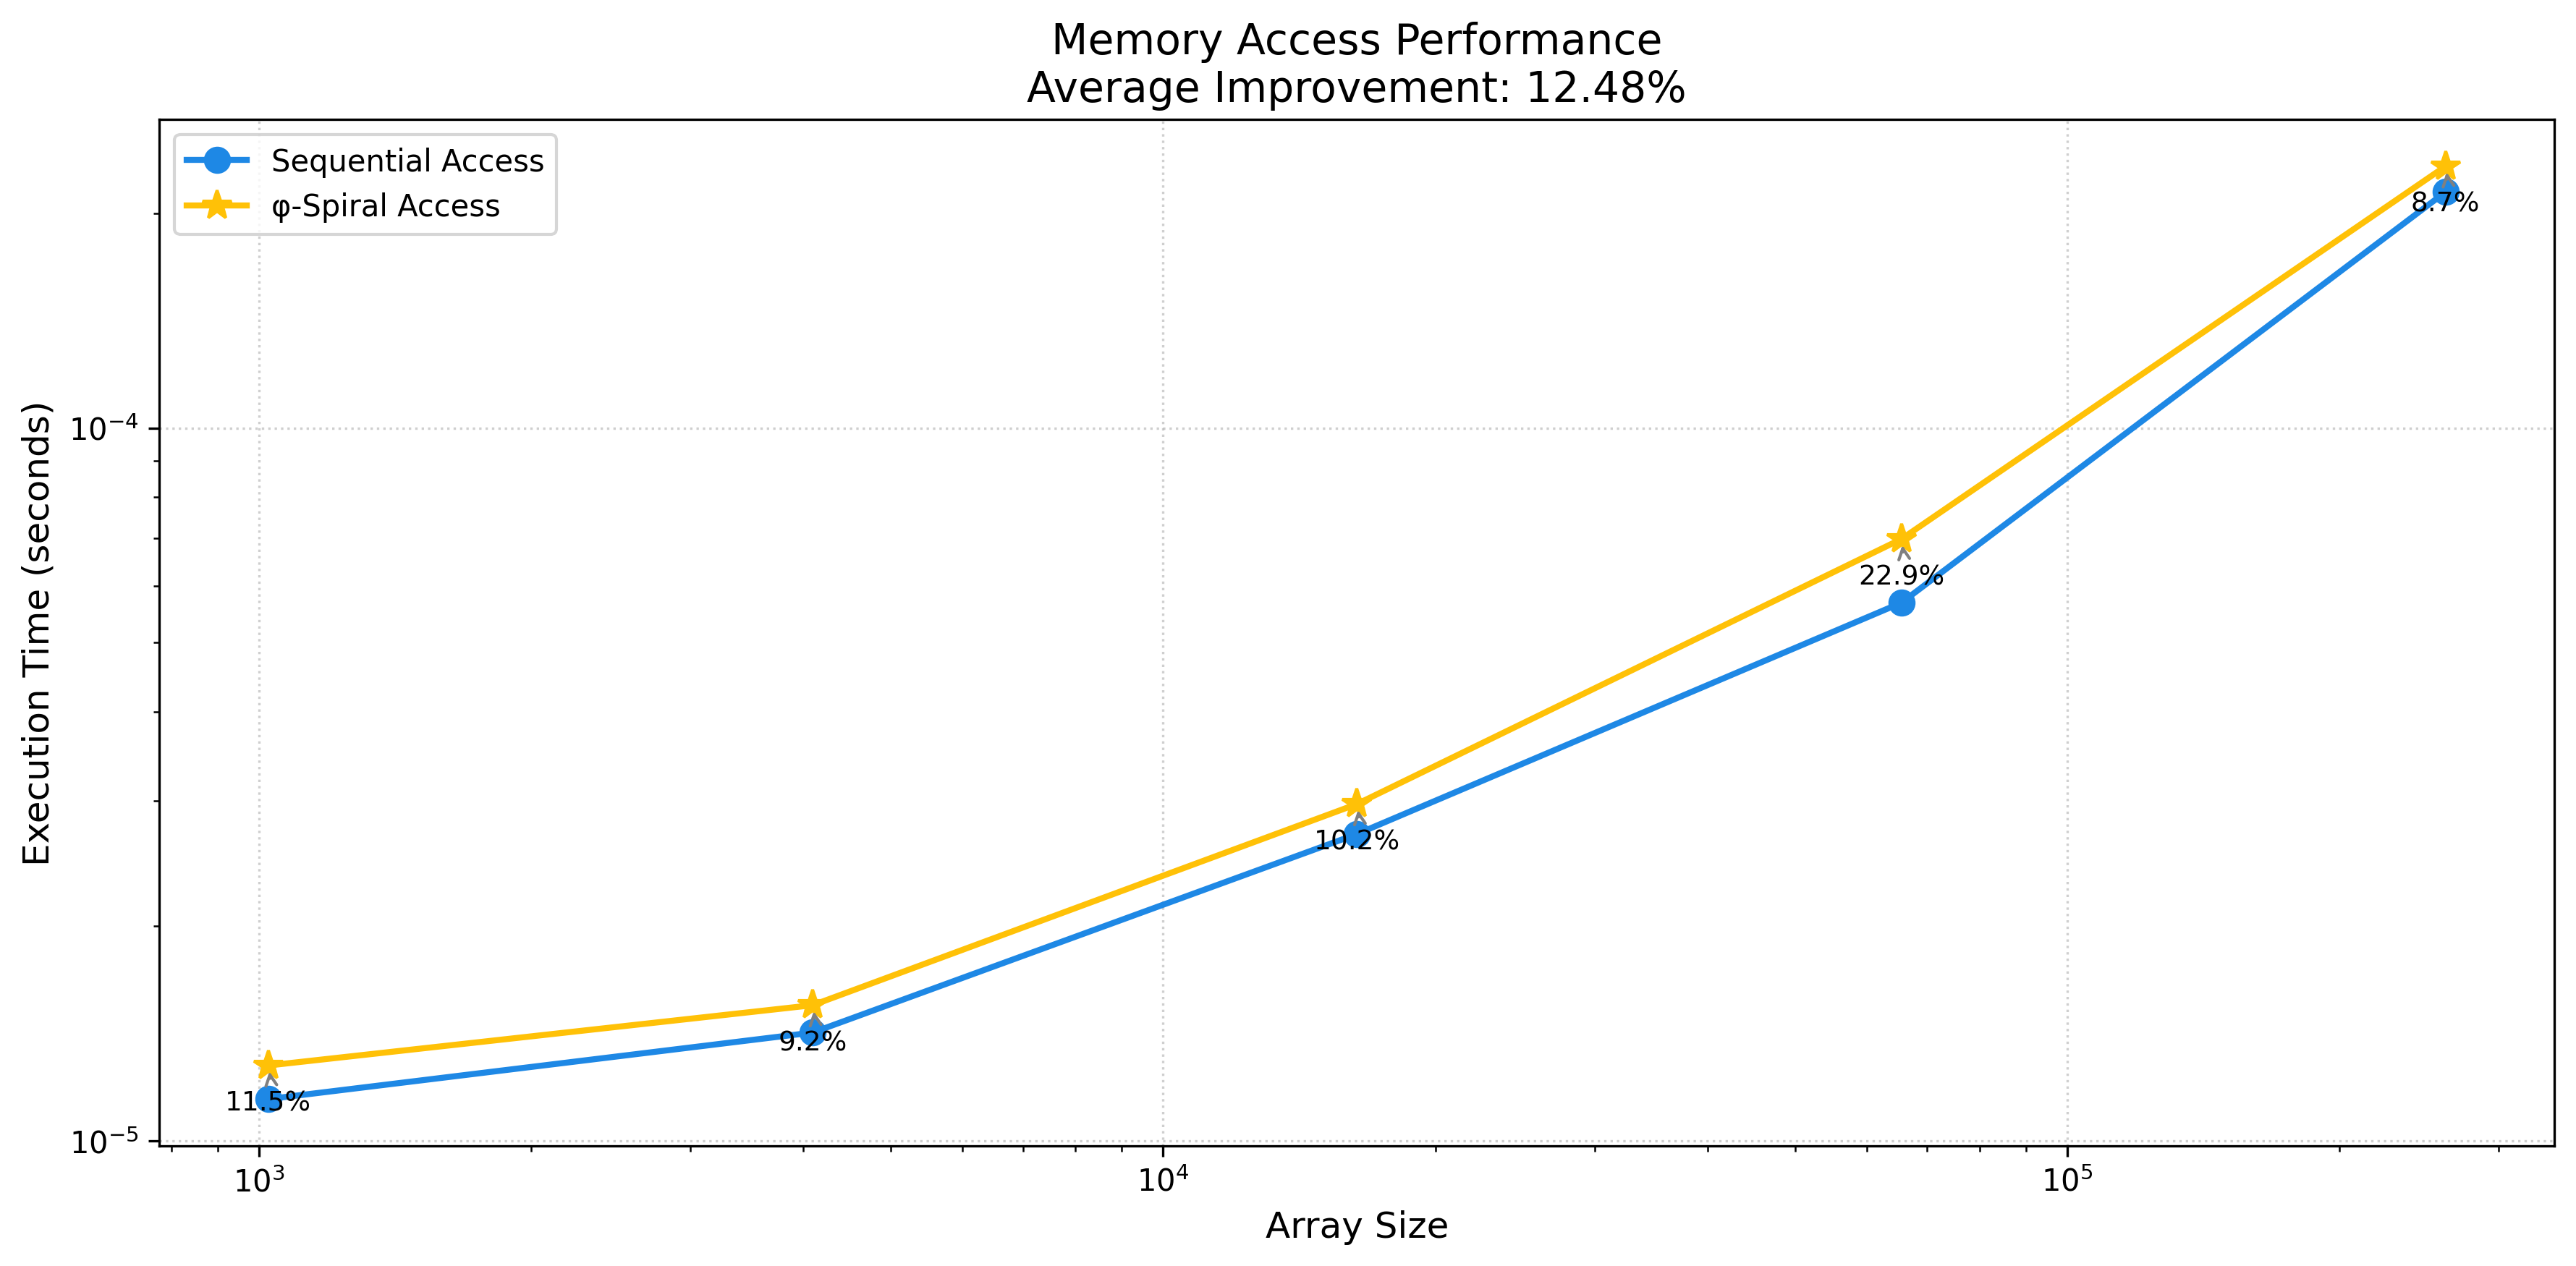 Memory Access Performance
Average Improvement: 12.48%
Sequential Access
φ-Spiral Access
8.7%
22.9%
10.2%
9.2%
11.5%
Execution Time (seconds)
10⁻⁴
10⁻⁵
10³
10⁴
10⁵
Array Size